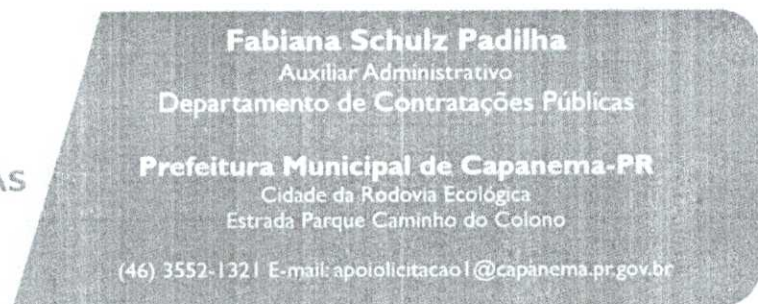 Fabiana Schulz Padilha
Auxiliar Administrativo
Departamento de Contratações Públicas
AS
Prefeitura Municipal de Capanema-PR
Cidade da Rodovia Ecológica
Estrada Parque Caminho do Colono
(46) 3552-1321 E-mail: apoiolicitacao1@capanema.pr.gov.br